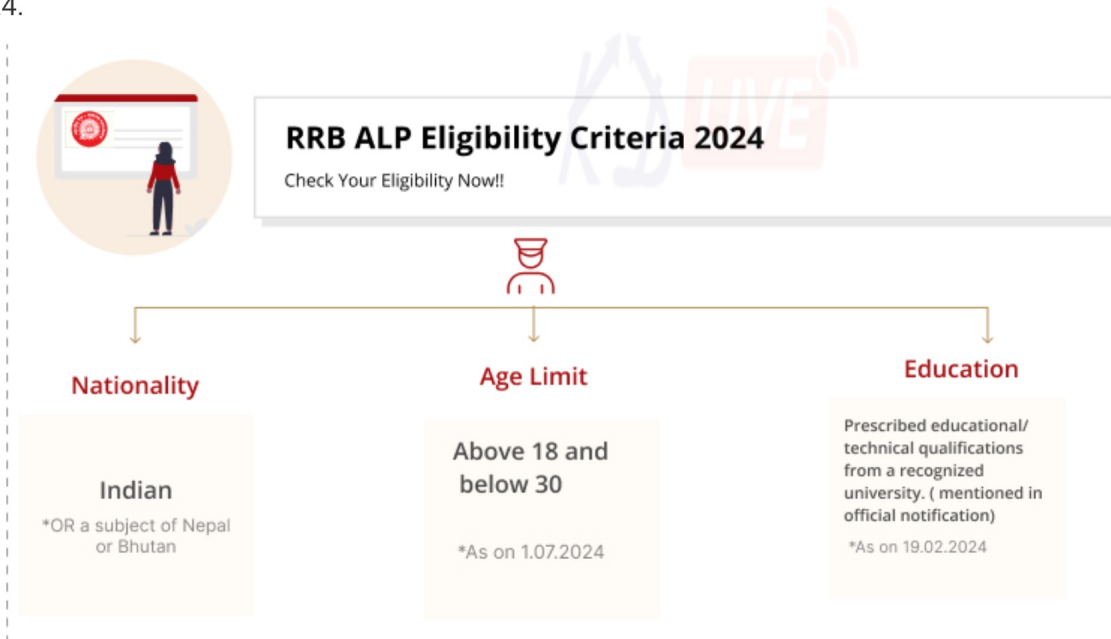 4.
LIVE
RRB ALP Eligibility Criteria 2024
Check Your Eligibility Now!!
Nationality
Age Limit
Education
Indian
*OR a subject of Nepal
or Bhutan
Above 18 and
below 30
*As on 1.07.2024
Prescribed educational/
technical qualifications
from a recognized
university. ( mentioned in
official notification)
*As on 19.02.2024